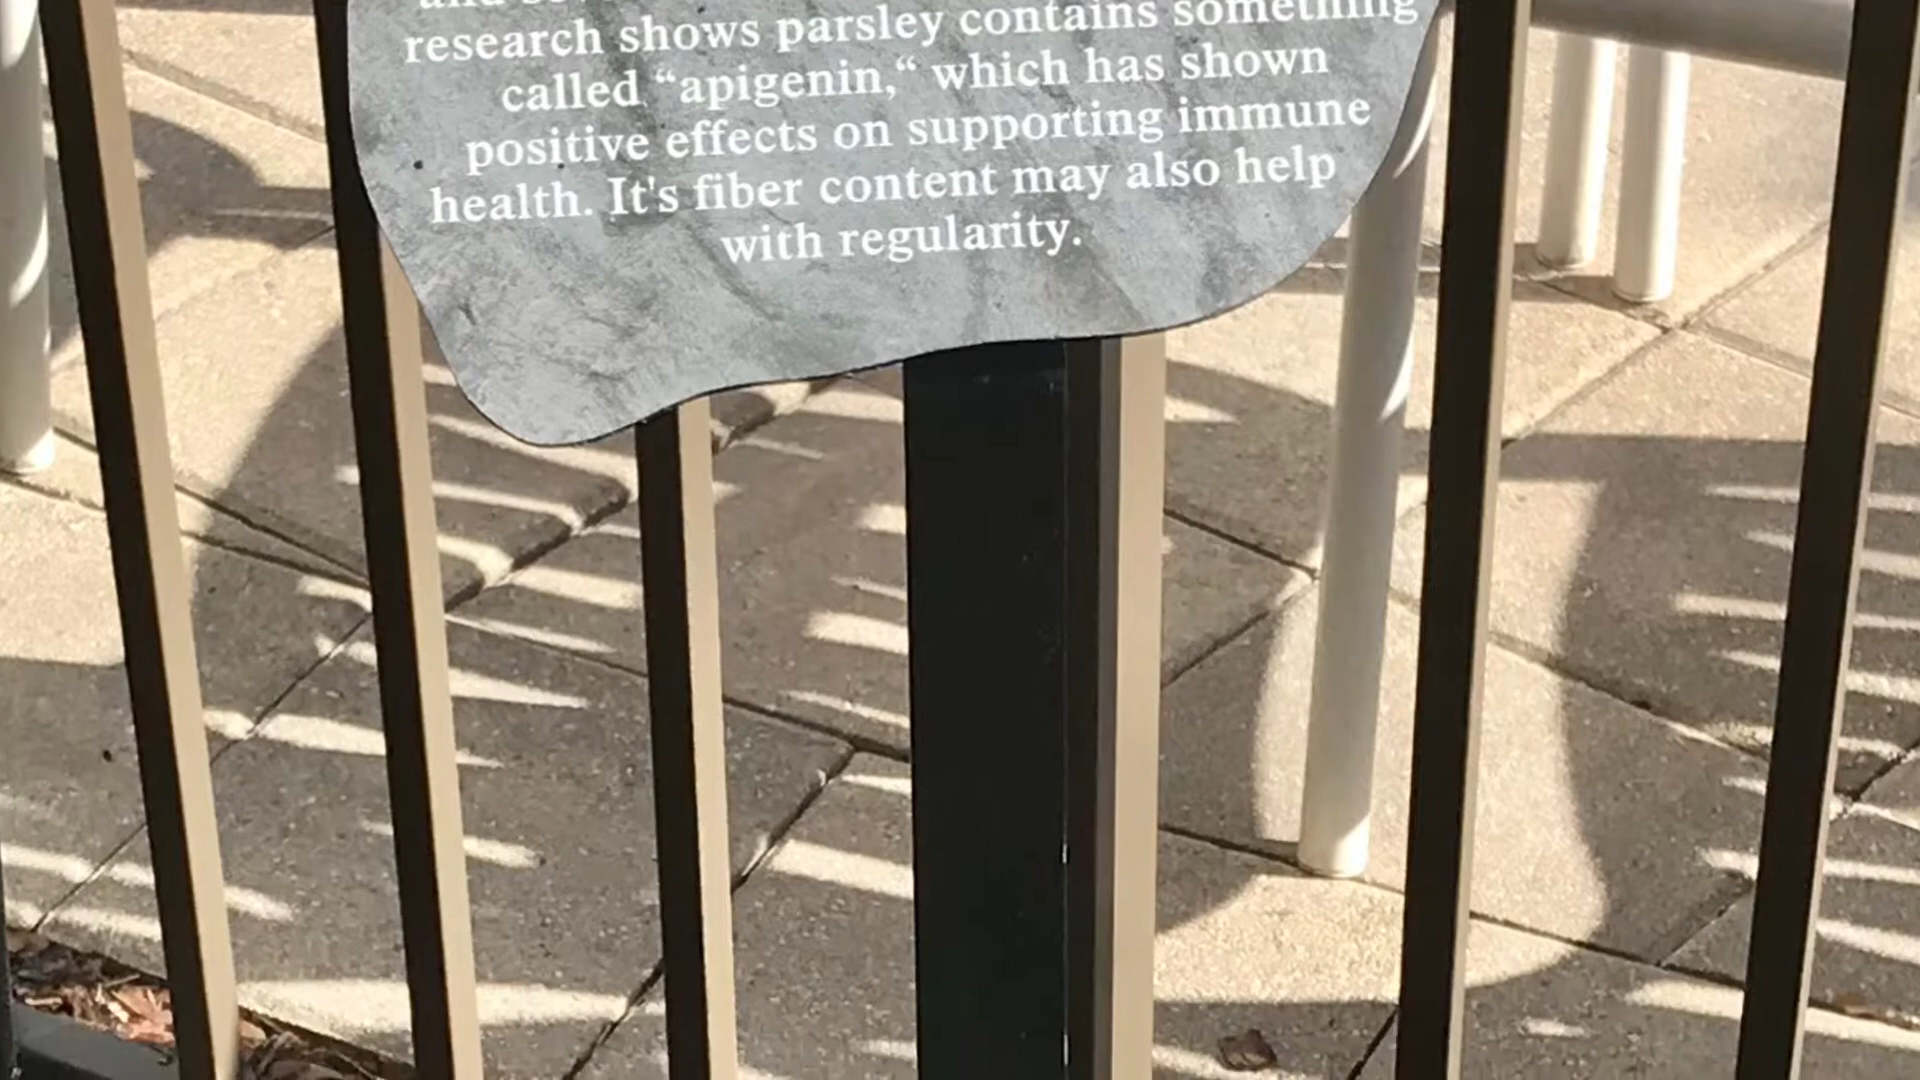 research shows parsley contains something
called “apigenin,“ which has shown
positive effects on supporting immune
health. It's fiber content may also help
with regularity.